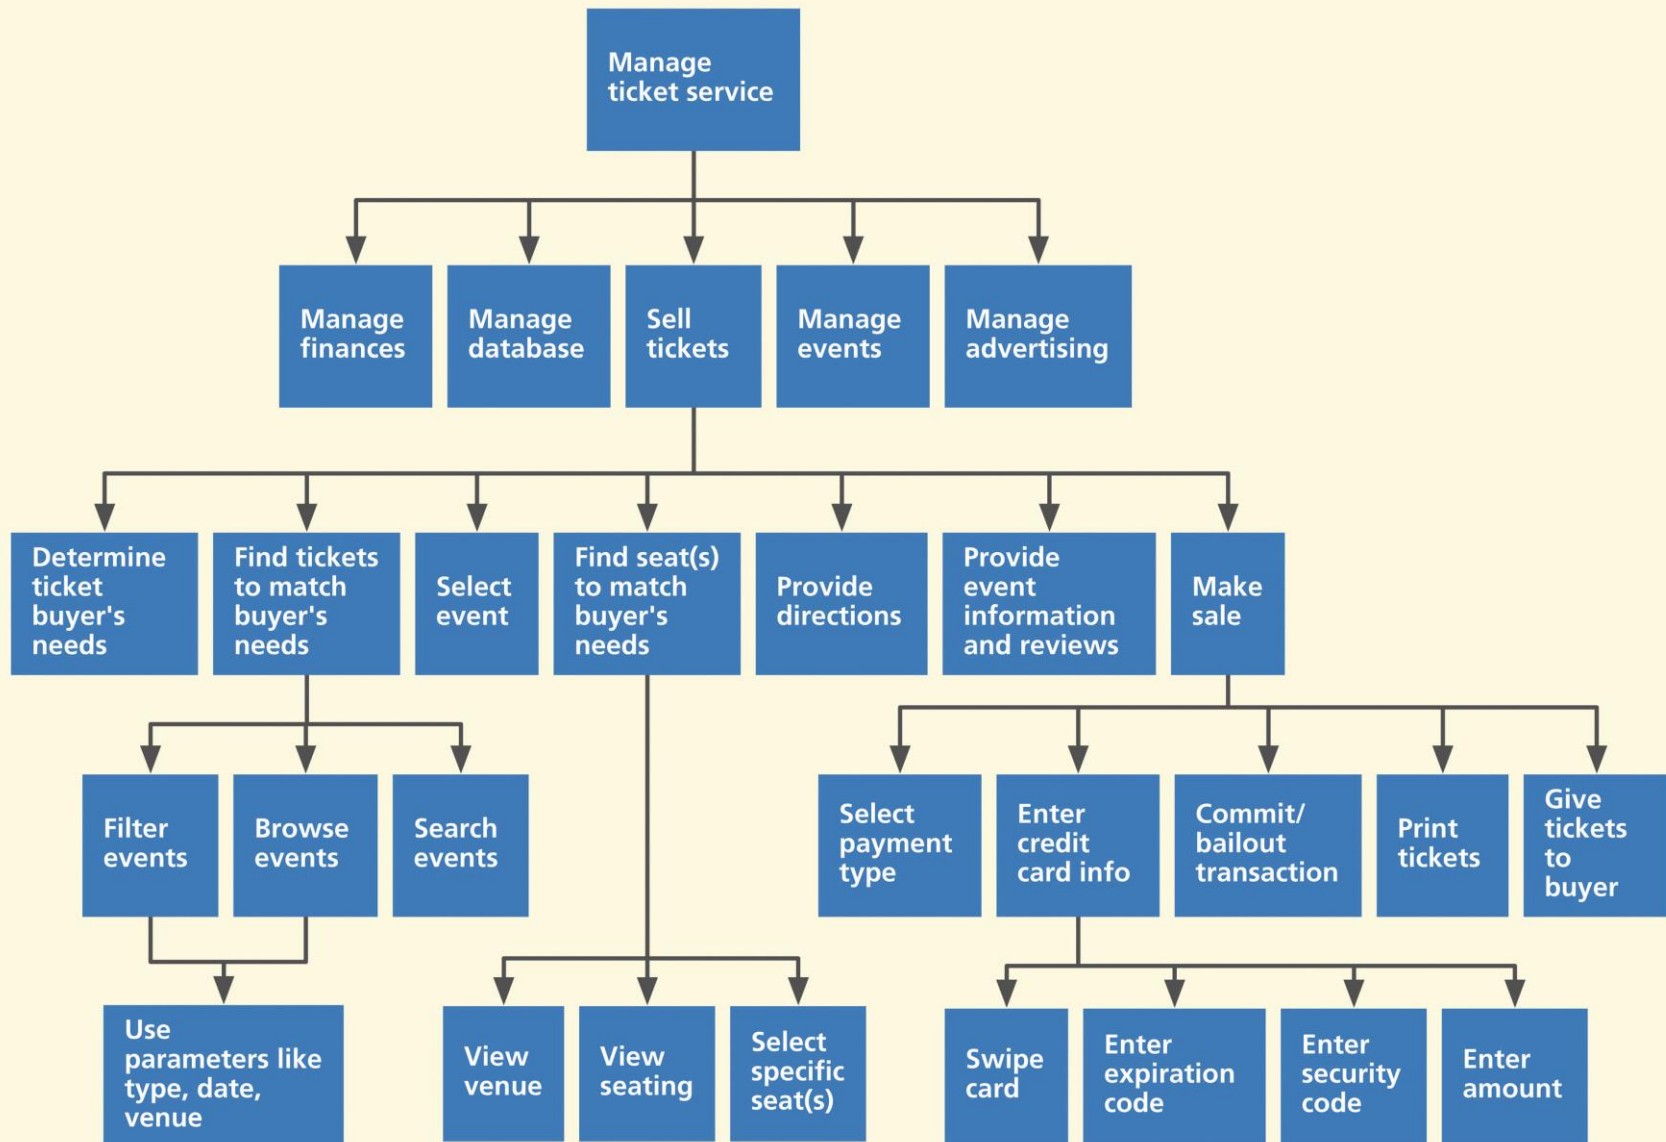 Manage
ticket service
Manage
finances
Manage
database
Sell
tickets
Manage
events
Manage
advertising
Determine
ticket
buyer's
needs
Find tickets
to match
buyer's
needs
Select
event
Find seat(s)
to match
buyer's
needs
Provide
directions
Provide
event
information
and reviews
Make
sale
Filter
events
Browse
events
Search
events
Select
payment
type
Enter
credit
card info
Commit/
bailout
transaction
Print
tickets
Give
tickets
to
buyer
Use
parameters like
type, date,
venue
View
venue
View
seating
Select
specific
seat(s)
Swipe
card
Enter
expiration
code
Enter
security
code
Enter
amount